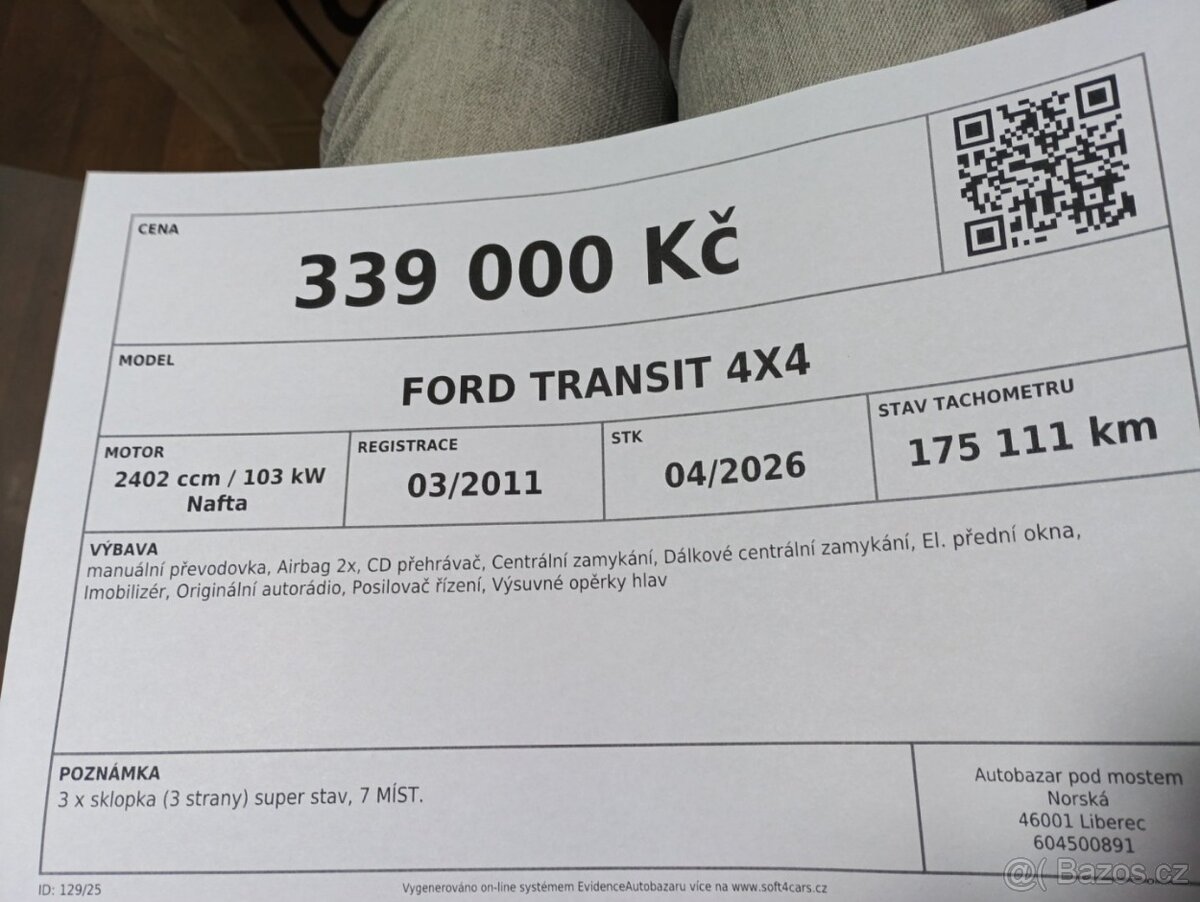 CENA
339 000 Kč
MODEL
FORD TRANSIT 4X4
MOTOR
2402 ccm / 103 kW
Nafta
REGISTRACE
03/2011
STK
04/2026
STAV TACHOMETRU
175 111 km
VÝBAVA
manuální převodovka, Airbag 2x, CD přehrávač, Centrální zamykání, Dálkové centrální zamykání, El. přední okna,
Imobilizér, Originální autorádio, Posilovač řízení, Výsuvné opěrky hlav
POZNÁMKA
3 x sklopka (3 strany) super stav, 7 MÍST.
Autobazar pod mostem
Norská
46001 Liberec
604500891
ID: 129/25
Vygenerováno on-line systémem EvidenceAutobazaru více na www.soft4cars.cz
@( Bazos.cz